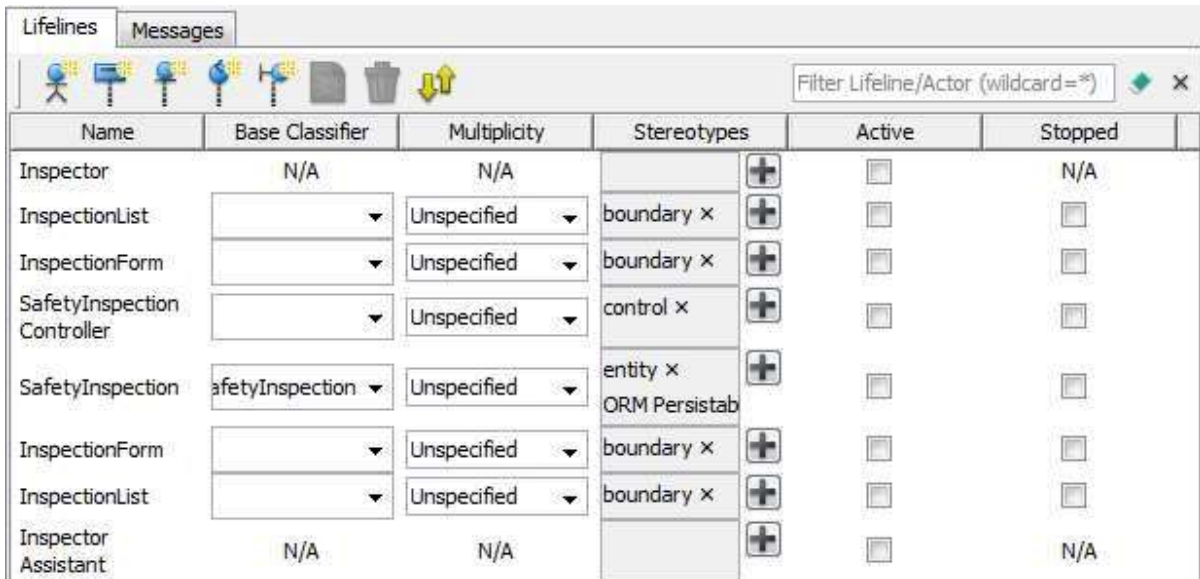 Lifelines Messages
Filter Lifeline/Actor (wildcard=*) ×
Name Base Classifier Multiplicity Stereotypes Active Stopped
Inspector N/A N/A N/A
InspectionList Unspecified boundary ×
InspectionForm Unspecified boundary ×
SafetyInspection
Controller Unspecified control ×
SafetyInspection afetyInspection Unspecified entity ×
ORM Persistab
InspectionForm Unspecified boundary ×
InspectionList Unspecified boundary ×
Inspector
Assistant N/A N/A N/A